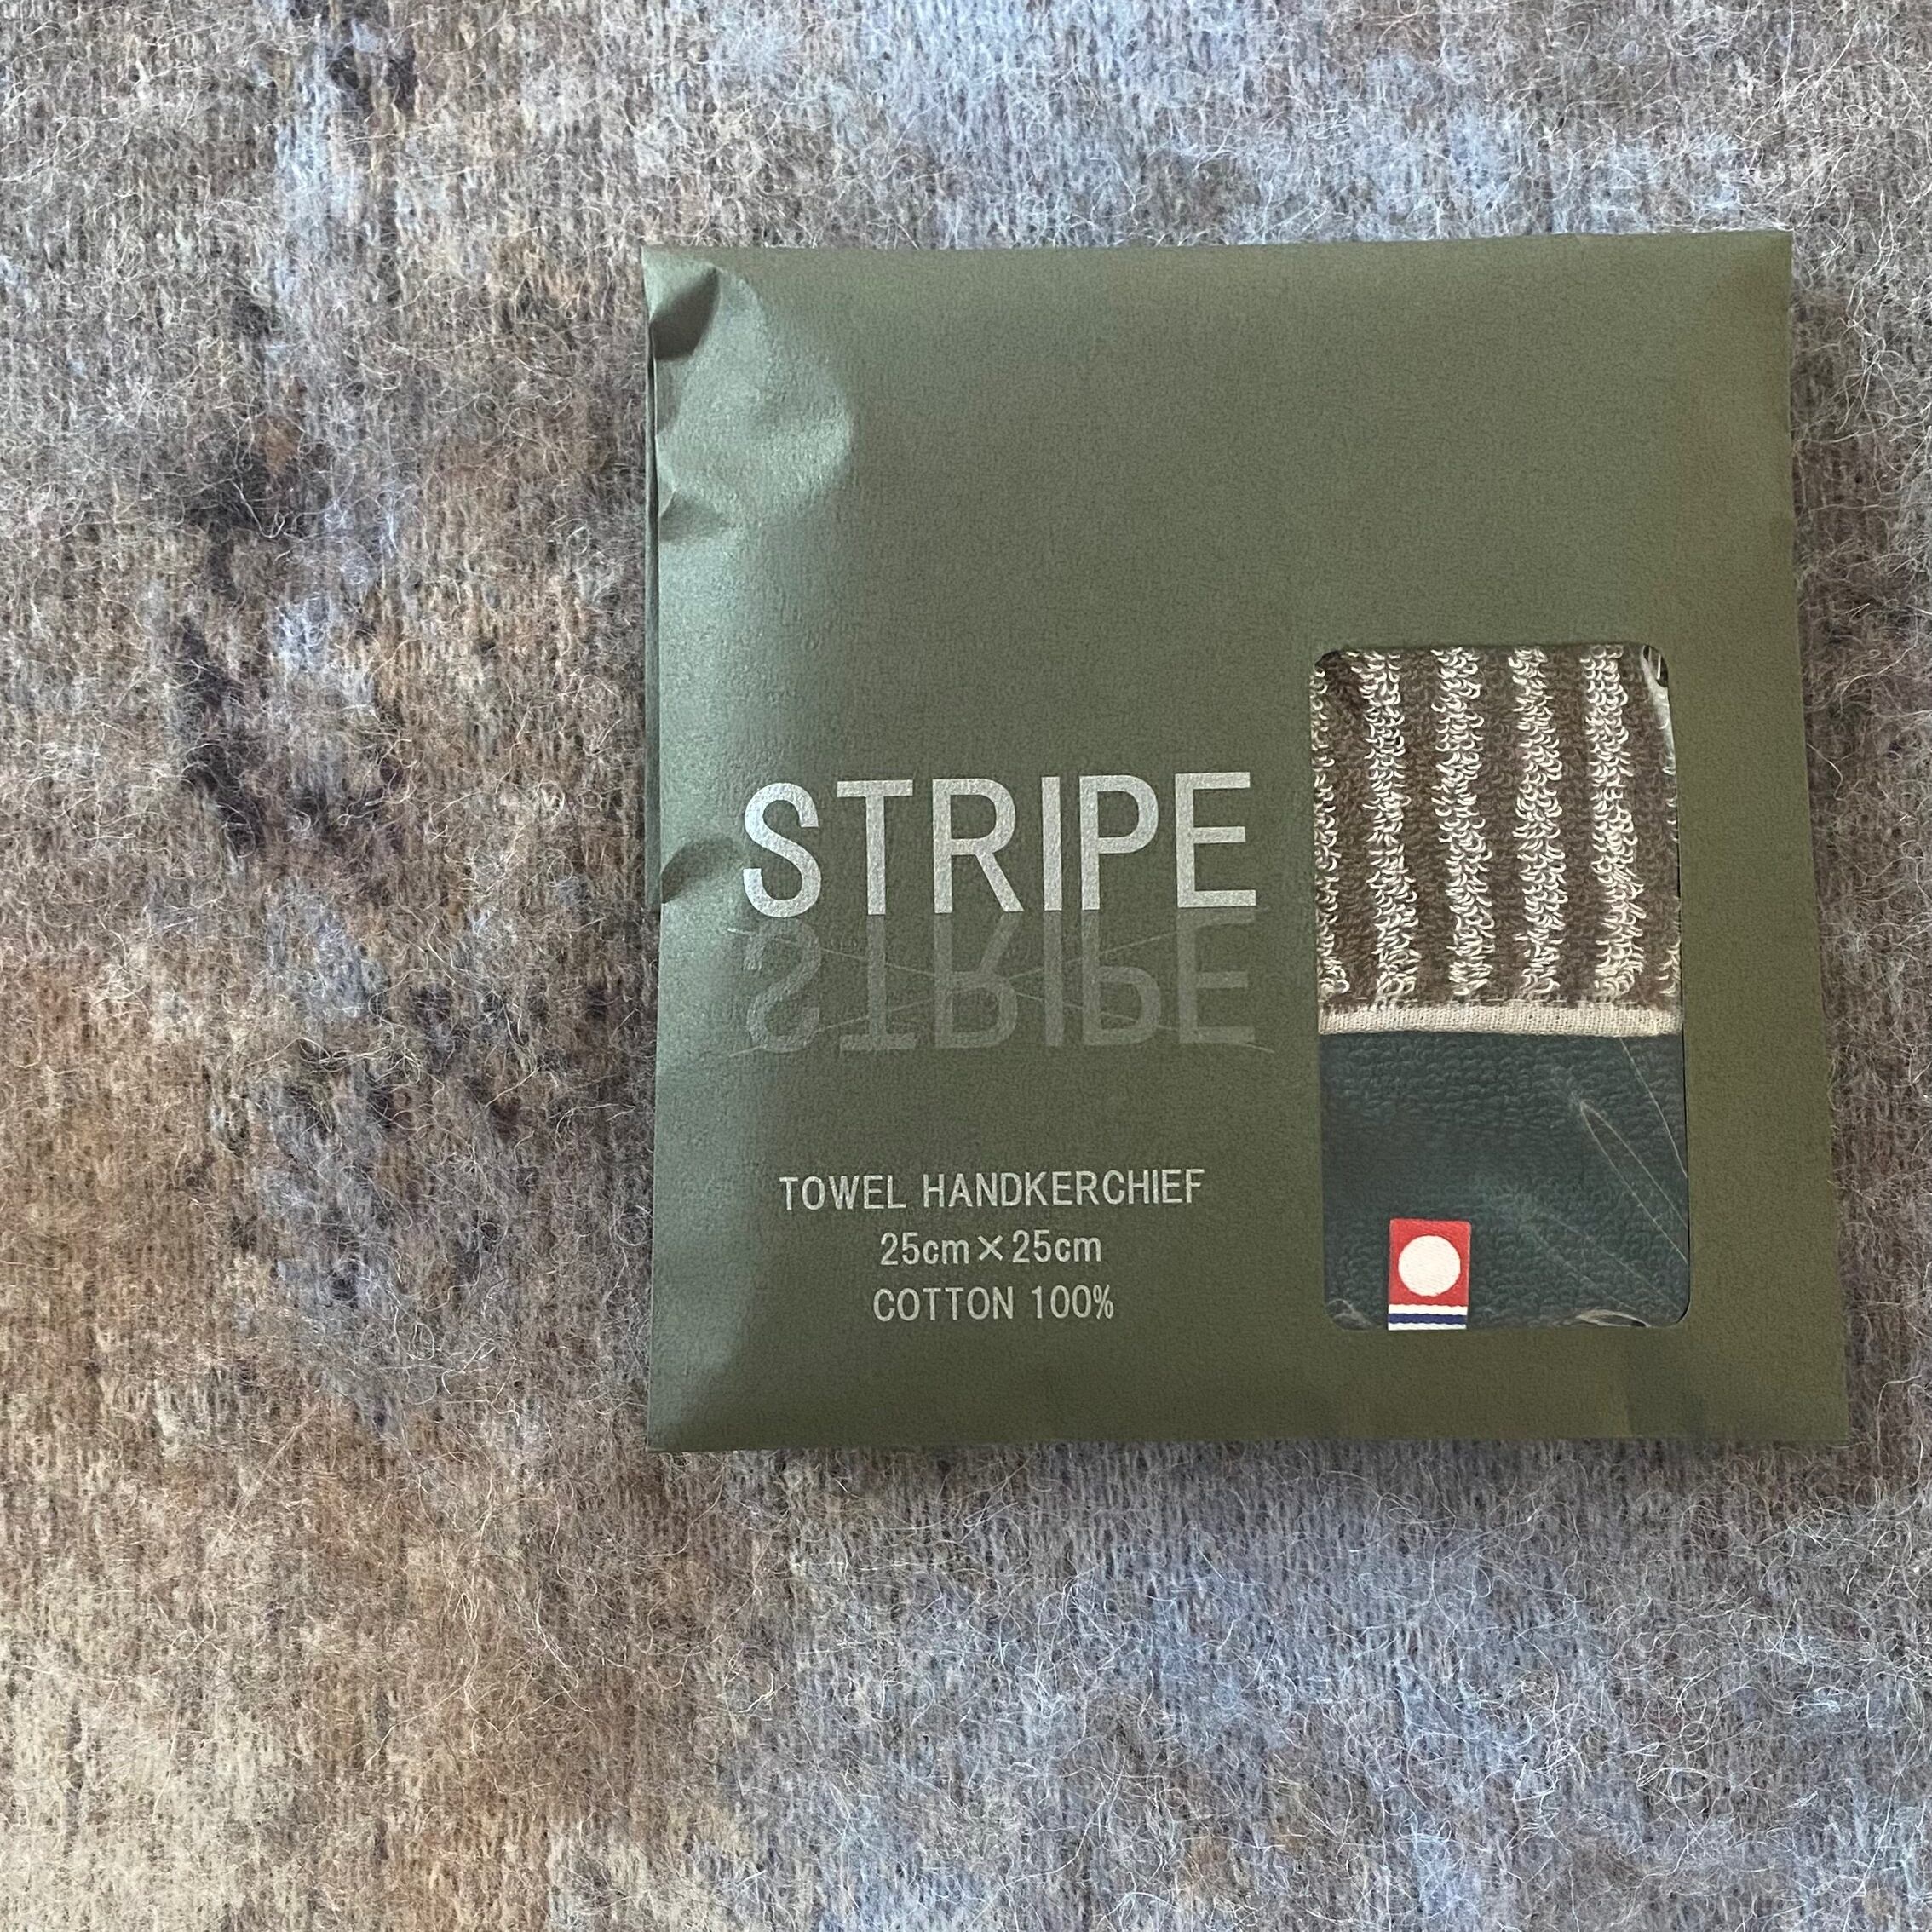 STRIPE
STRIPE
TOWEL HANDKERCHIEF
25cm×25cm
COTTON 100%